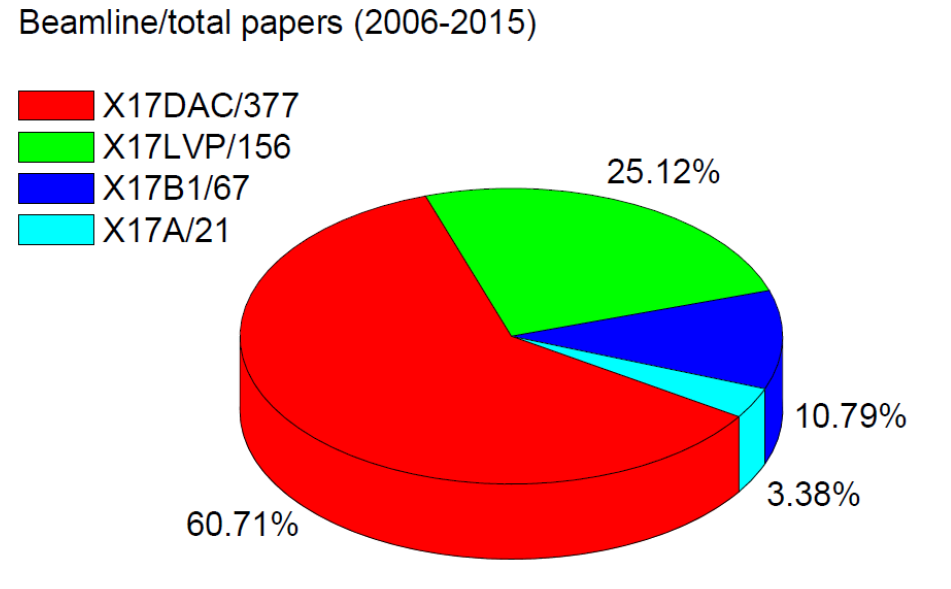 Beamline/total papers (2006-2015)
X17DAC/377
X17LVP/156
X17B1/67
X17A/21
25.12%
10.79%
3.38%
60.71%